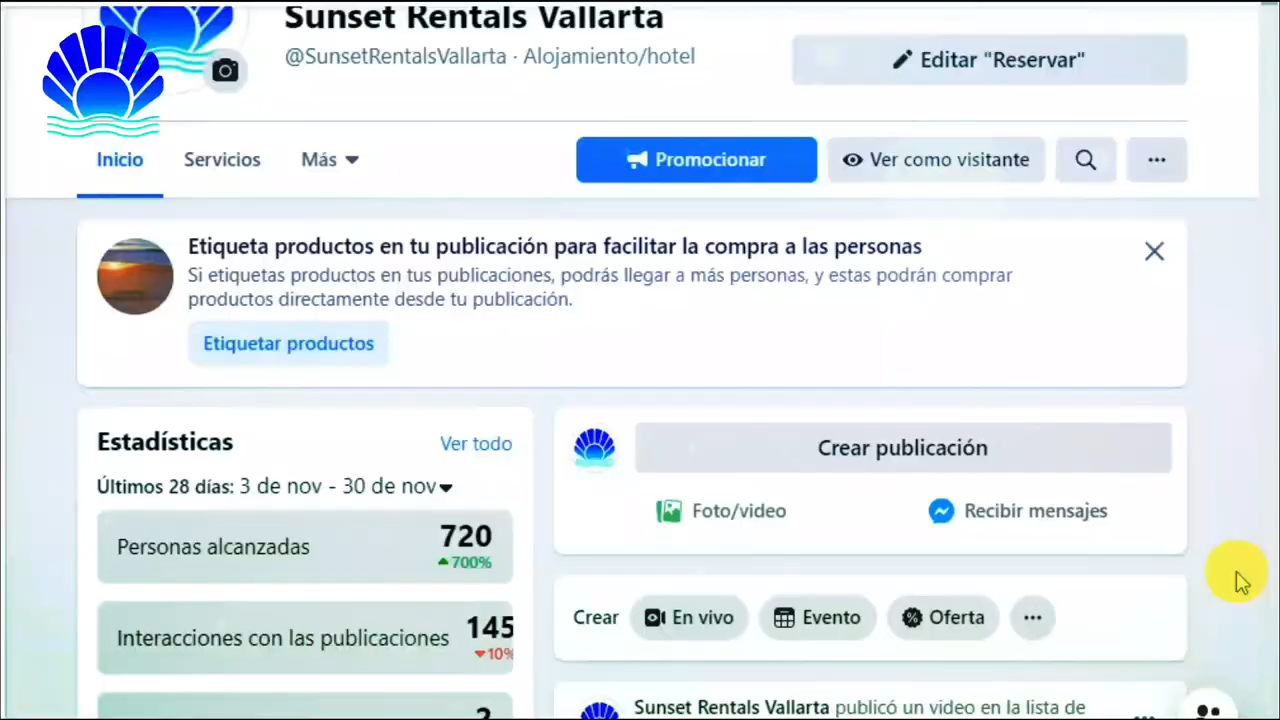 Sunset Rentals Vallarta
@SunsetRentalsVallarta · Alojamiento/hotel
Editar "Reservar"
Inicio
Servicios
Más
Promocionar
Ver como visitante
Etiqueta productos en tu publicación para facilitar la compra a las personas
Si etiquetas productos en tus publicaciones, podrás llegar a más personas, y estas podrán comprar
productos directamente desde tu publicación.
Etiquetar productos
Estadísticas
Ver todo
Últimos 28 días: 3 de nov - 30 de nov
Personas alcanzadas
720
700%
Interacciones con las publicaciones
145
10%
2
Crear publicación
Foto/video
Recibir mensajes
Crear
En vivo
Evento
Oferta
Sunset Rentals Vallarta publicó un video en la lista de